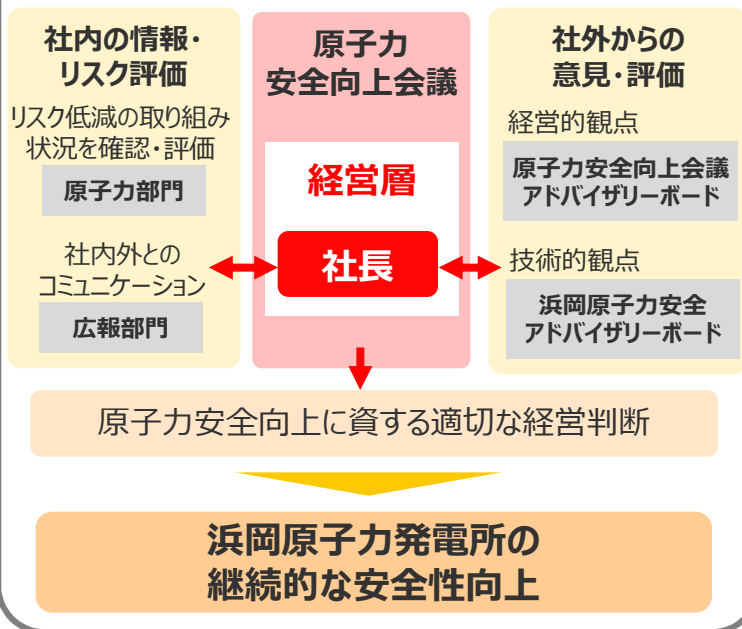 社内の情報・
リスク評価
リスク低減の取り組み
状況を確認・評価
原子力部門
社内外との
コミュニケーション
広報部門
原子力
安全向上会議
経営層
社長
社外からの
意見・評価
経営的観点
原子力安全向上会議
アドバイザリーボード
技術的観点
浜岡原子力安全
アドバイザリーボード
原子力安全向上に資する適切な経営判断
浜岡原子力発電所の
継続的な安全性向上